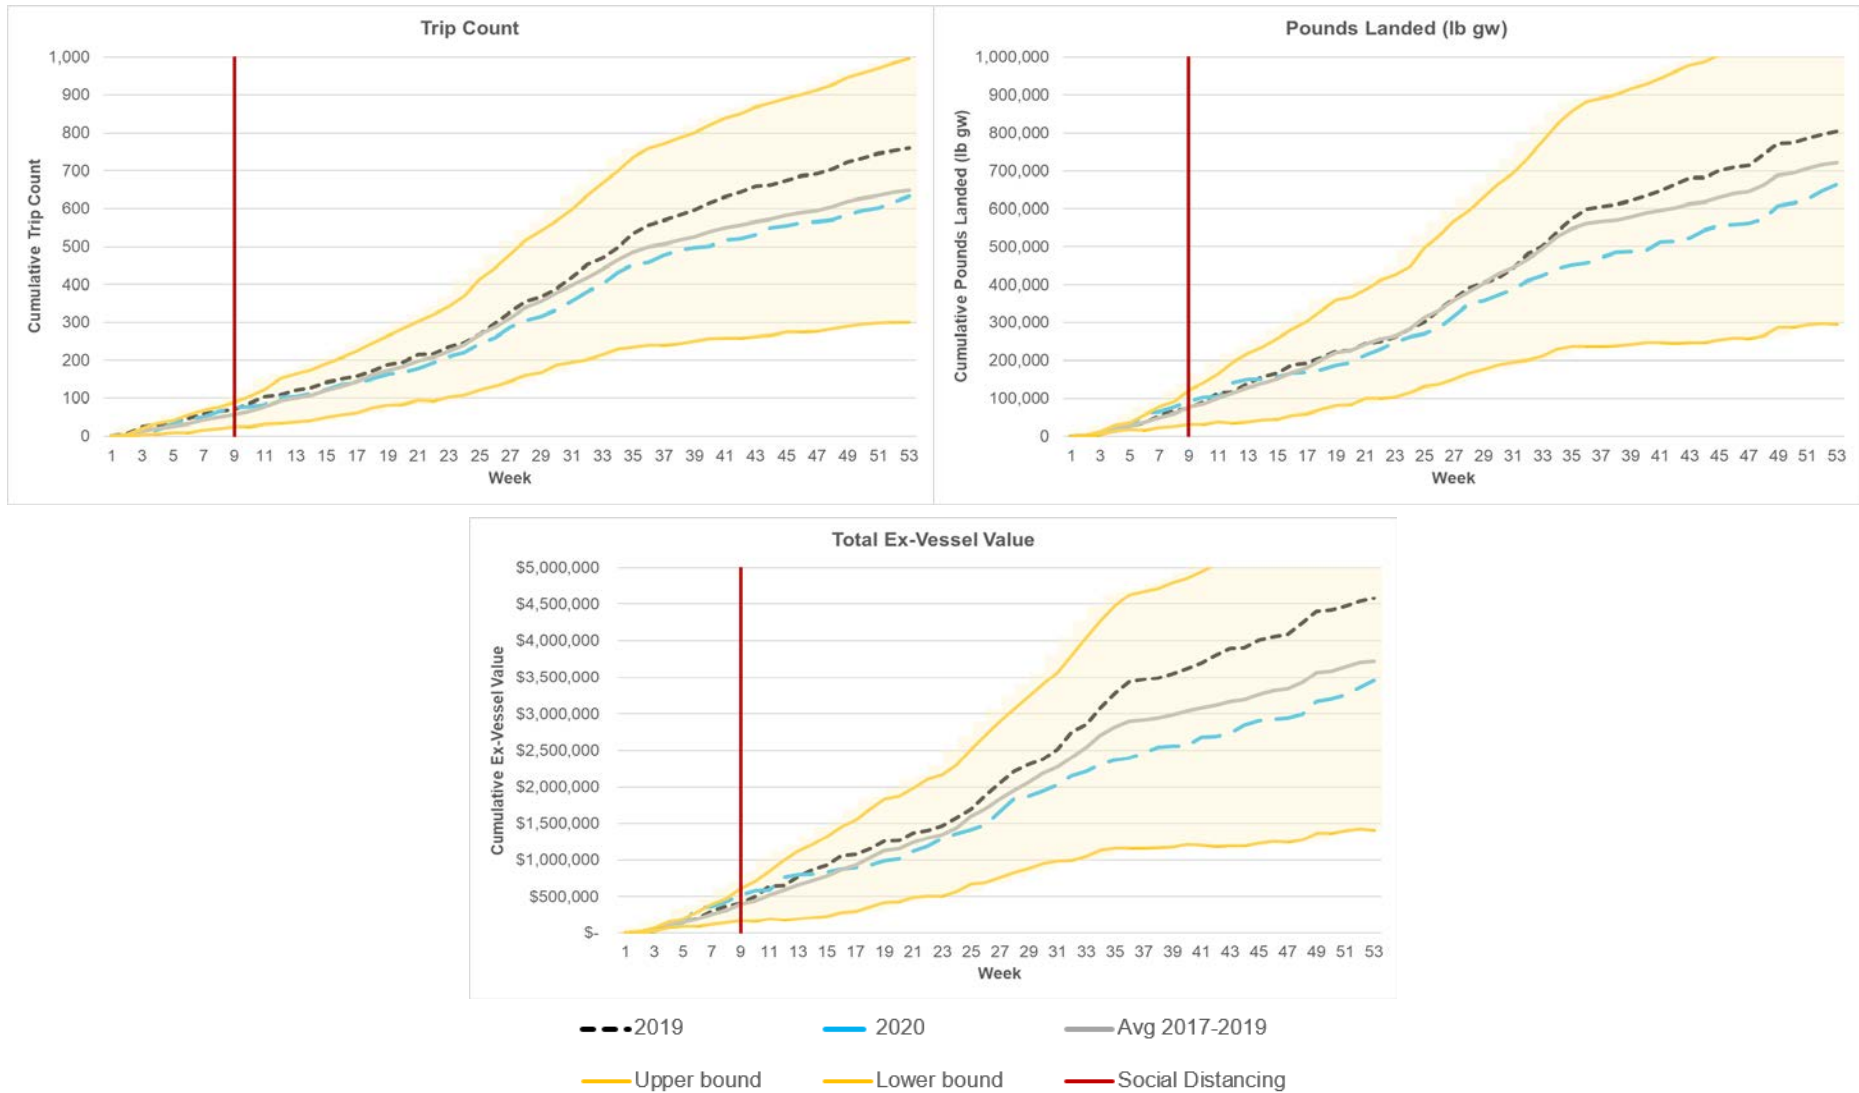 Trip Count
1,000
900
800
700
600
500
400
300
200
100
0
Cumulative Trip Count
1 3 5 7 9 11 13 15 17 19 21 23 25 27 29 31 33 35 37 39 41 43 45 47 49 51 53
Week
Pounds Landed (lb gw)
1,000,000
900,000
800,000
700,000
600,000
500,000
400,000
300,000
200,000
100,000
0
Cumulative Pounds Landed (lb gw)
1 3 5 7 9 11 13 15 17 19 21 23 25 27 29 31 33 35 37 39 41 43 45 47 49 51 53
Week
Total Ex-Vessel Value
$5,000,000
$4,500,000
$4,000,000
$3,500,000
$3,000,000
$2,500,000
$2,000,000
$1,500,000
$1,000,000
$500,000
$-
Cumulative Ex-Vessel Value
1 3 5 7 9 11 13 15 17 19 21 23 25 27 29 31 33 35 37 39 41 43 45 47 49 51 53
Week
2019 2020 Avg 2017-2019
Upper bound Lower bound Social Distancing